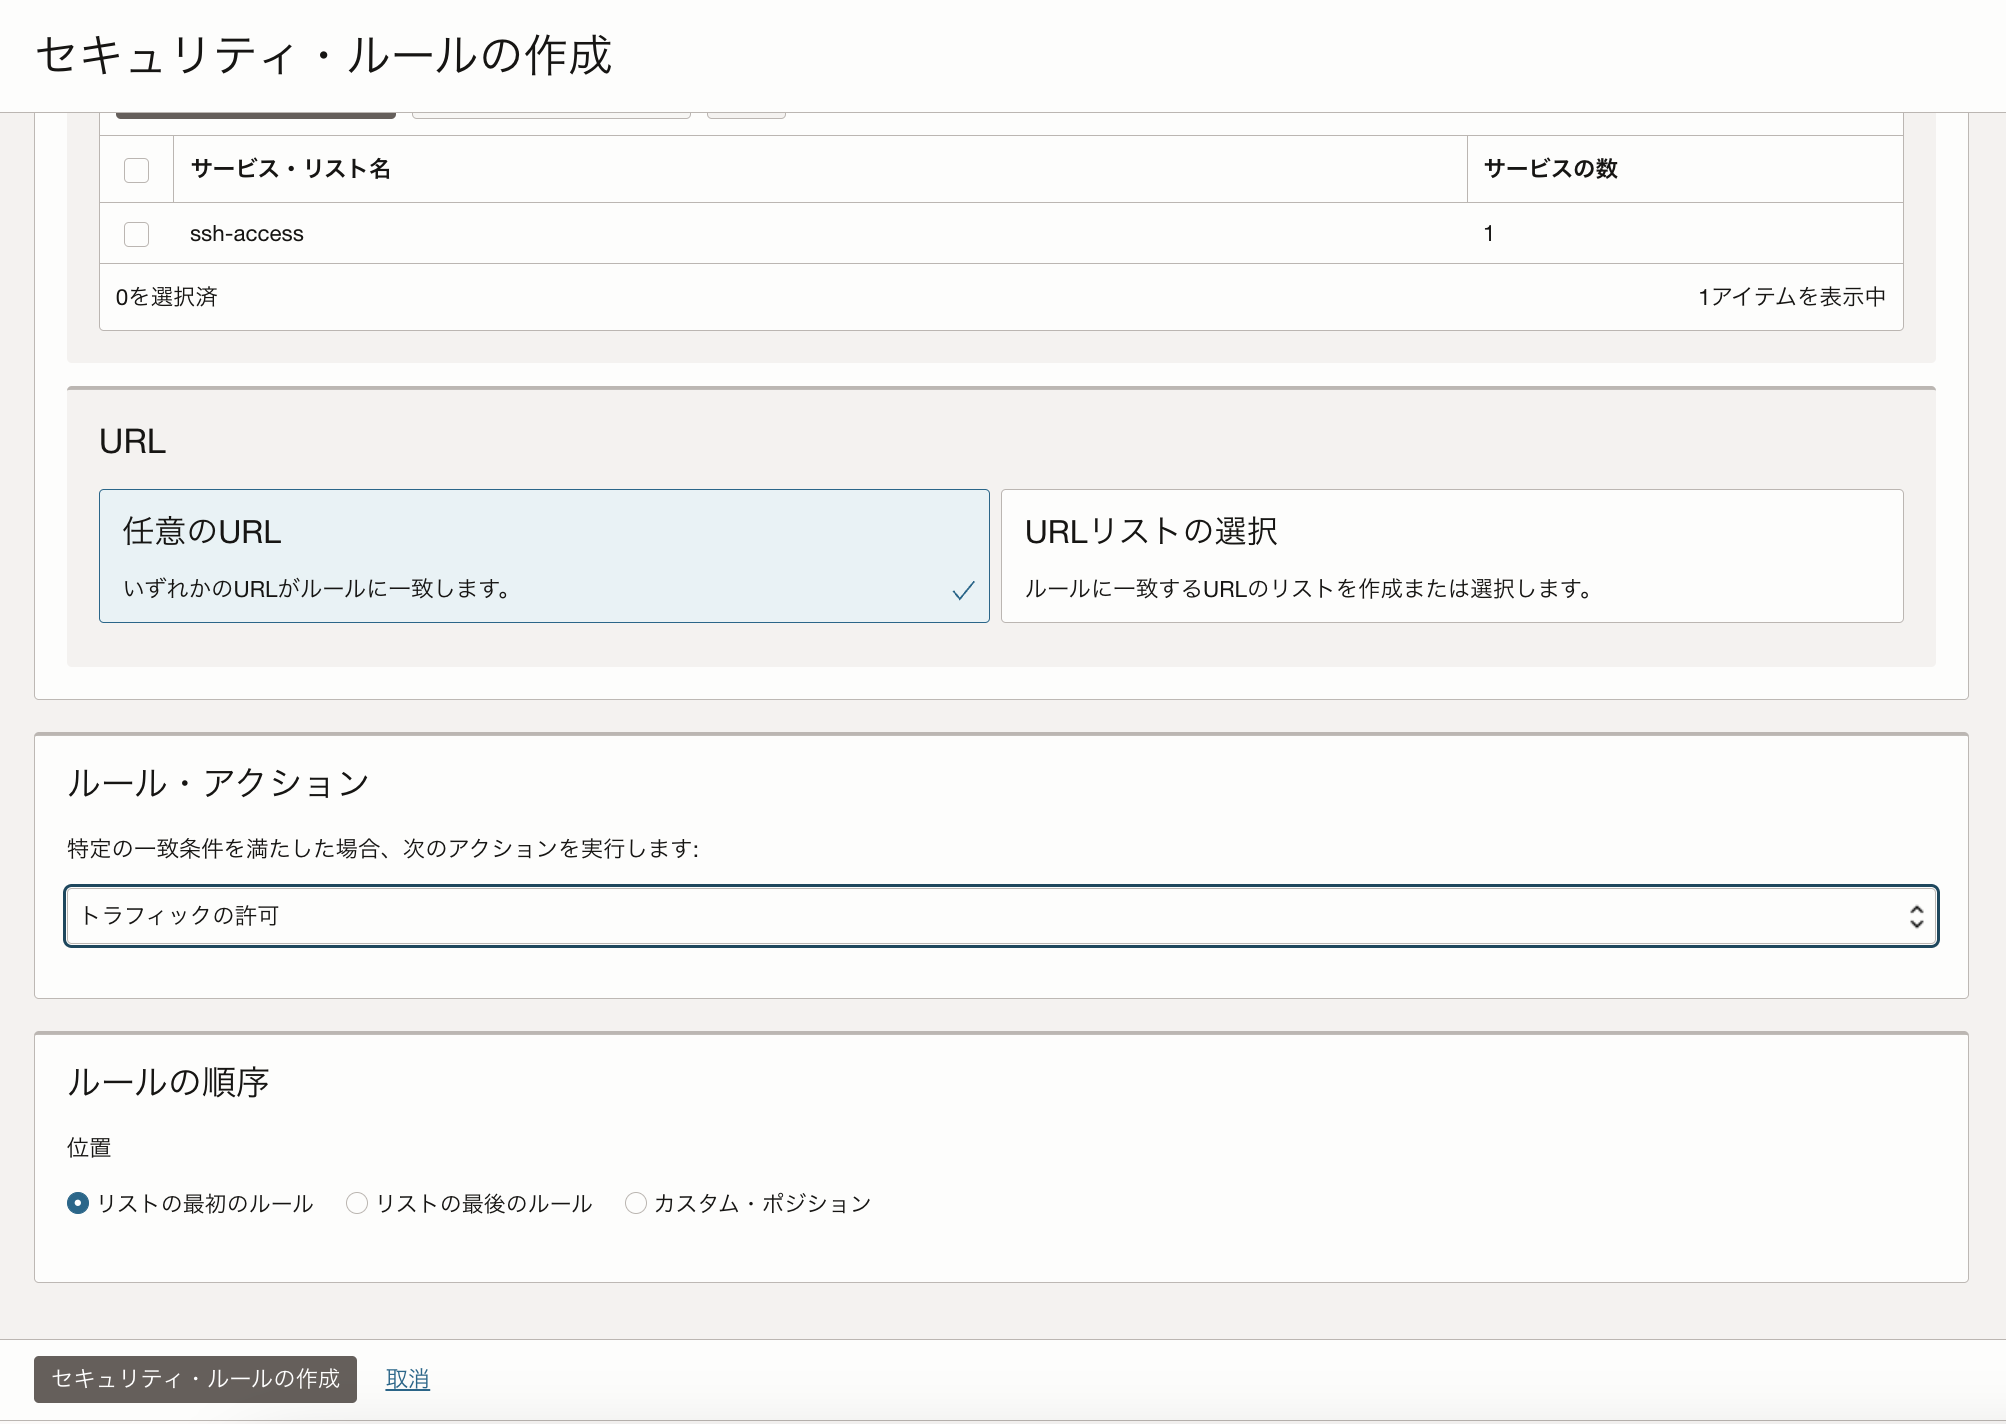 セキュリティ・ルールの作成
サービス・リスト名 サービスの数
ssh-access 1
0を選択済 1アイテムを表示中
URL
任意のURL
いずれかのURLがルールに一致します。
URLリストの選択
ルールに一致するURLのリストを作成または選択します。
ルール・アクション
特定の一致条件を満たした場合、次のアクションを実行します:
トラフィックの許可
ルールの順序
位置
リストの最初のルール リストの最後のルール カスタム・ポジション
セキュリティ・ルールの作成 取消